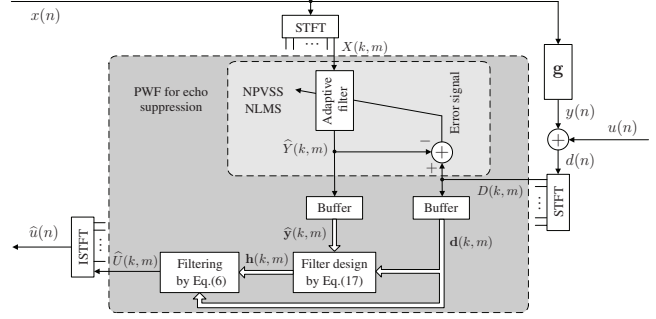 x(n)
STFT
...
X(k, m)
PWF for echo
suppression
NPVSS
NLMS
Adaptive
filter
Error signal
g
y(n)
u(n)
+
d(n)
−
+
+
Ŷ(k, m)
D(k, m)
STFT
...
Buffer
Buffer
ŷ(k, m)
d(k, m)
û(n)
ISTFT
...
Û(k, m)
Filtering
by Eq.(6)
h(k, m)
Filter design
by Eq.(17)